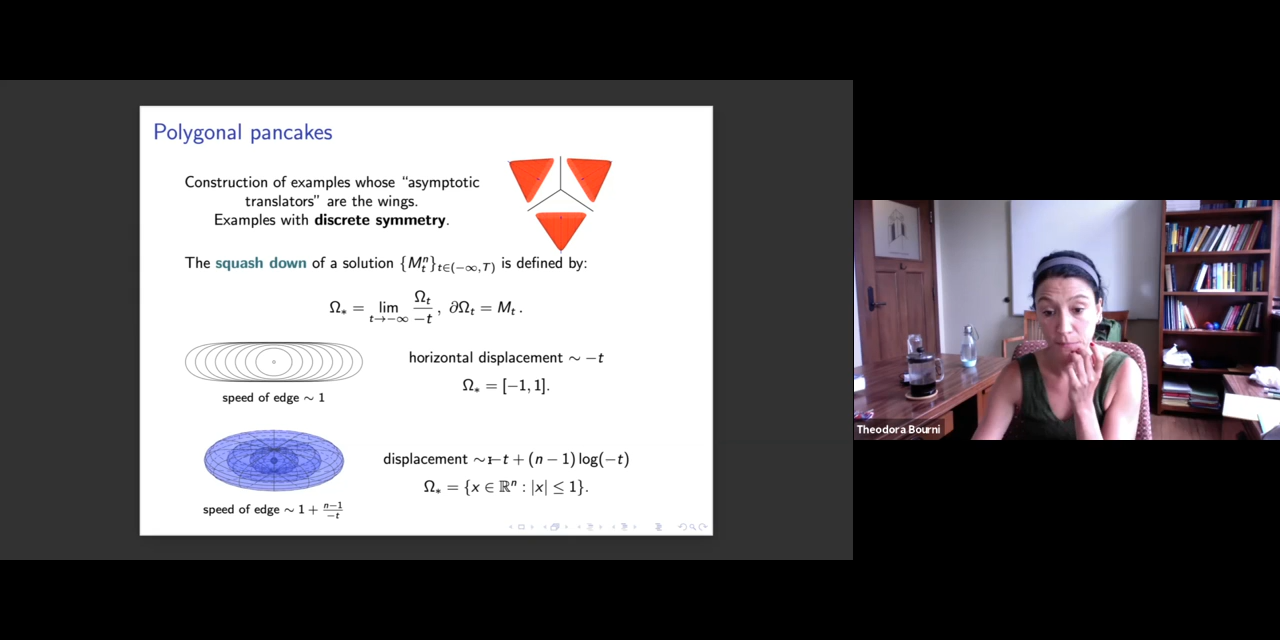 Polygonal pancakes
Construction of examples whose "asymptotic
translators" are the wings.
Examples with discrete symmetry.
The squash down of a solution {M_t^n}_{t∈(−∞,T)} is defined by:
Ω_* = lim_{t→−∞} Ω_t/−t , ∂Ω_t = M_t .
horizontal displacement ∼ −t
Ω_* = [−1, 1].
speed of edge ∼ 1
displacement ∼ −t + (n − 1) log(−t)
Ω_* = {x ∈ ℝ^n : |x| ≤ 1}.
speed of edge ∼ 1 + n−1/−t
Theodora Bourni